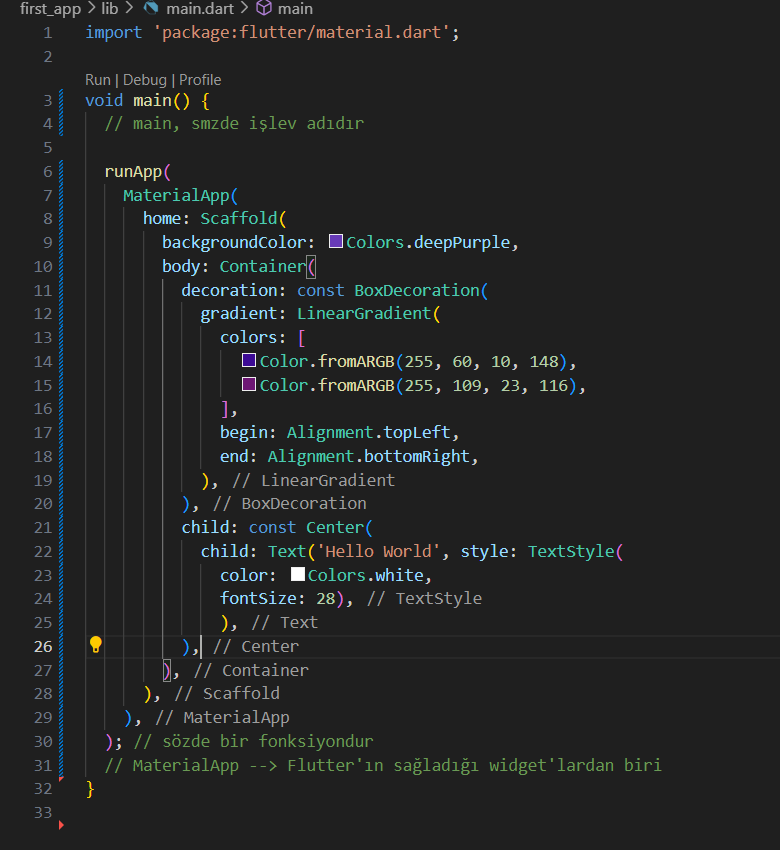 first_app > lib > main.dart > main
1 import 'package:flutter/material.dart';
2
Run | Debug | Profile
3 void main() {
4 // main, smzde işlev adıdır
5
6 runApp(
7 MaterialApp(
8 home: Scaffold(
9 backgroundColor: Colors.deepPurple,
10 body: Container(
11 decoration: const BoxDecoration(
12 gradient: LinearGradient(
13 colors: [
14 Color.fromARGB(255, 60, 10, 148),
15 Color.fromARGB(255, 109, 23, 116),
16 ],
17 begin: Alignment.topLeft,
18 end: Alignment.bottomRight,
19 ), // LinearGradient
20 ), // BoxDecoration
21 child: const Center(
22 child: Text('Hello World', style: TextStyle(
23 color: Colors.white,
24 fontSize: 28), // TextStyle
25 ), // Text
26 ), // Center
27 ), // Container
28 ), // Scaffold
29 ), // MaterialApp
30 ); // sözde bir fonksiyondur
31 // MaterialApp --> Flutter'ın sağladığı widget'lardan biri
32 }
33